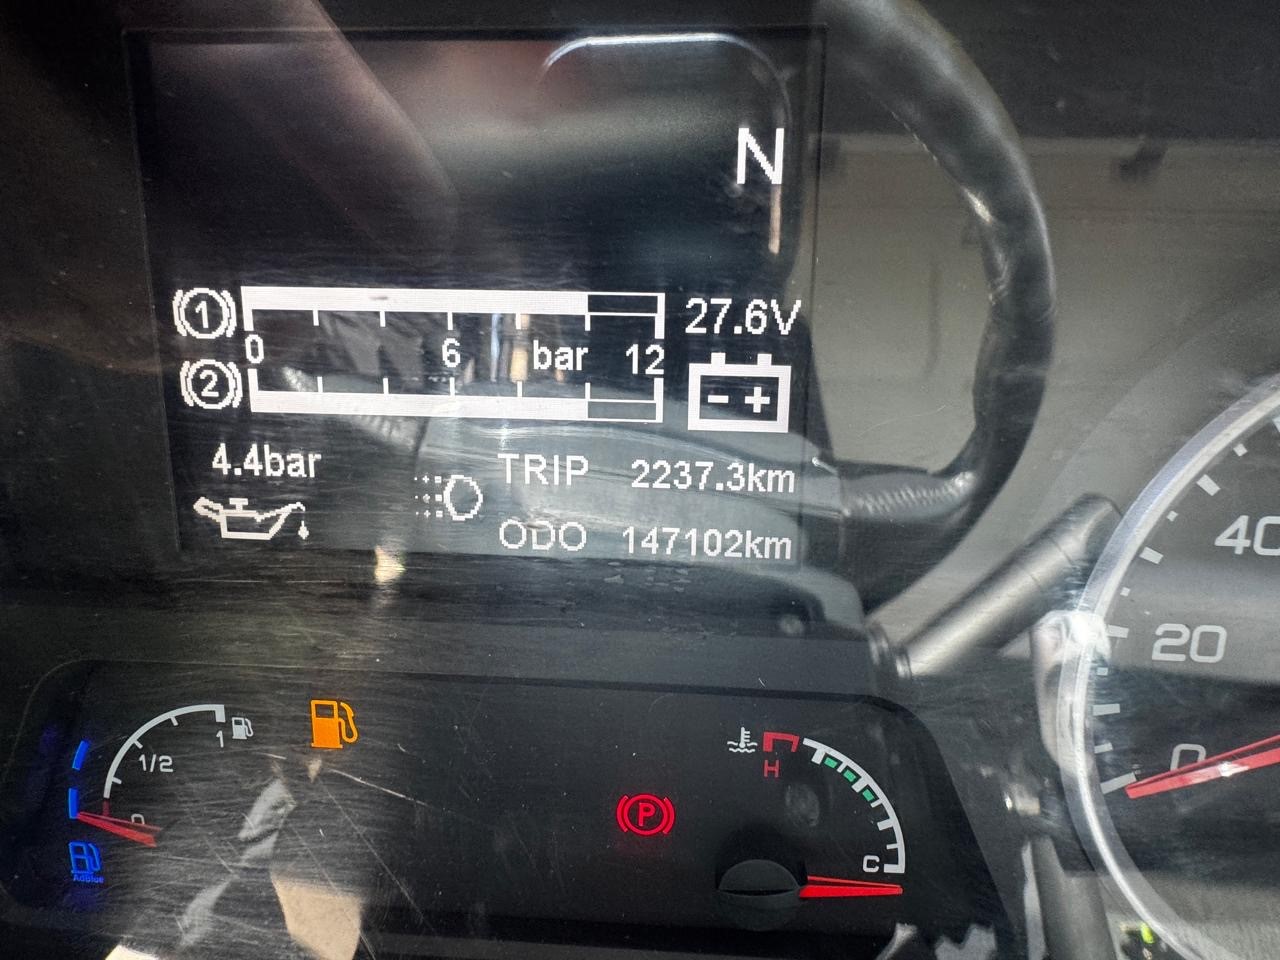 N
1
27.6V
0 6 bar 12
2
- +
4.4bar
TRIP 2237.3km
ODO 147102km
40
20
0
1
1/2
0
AdBlue
P
H
C